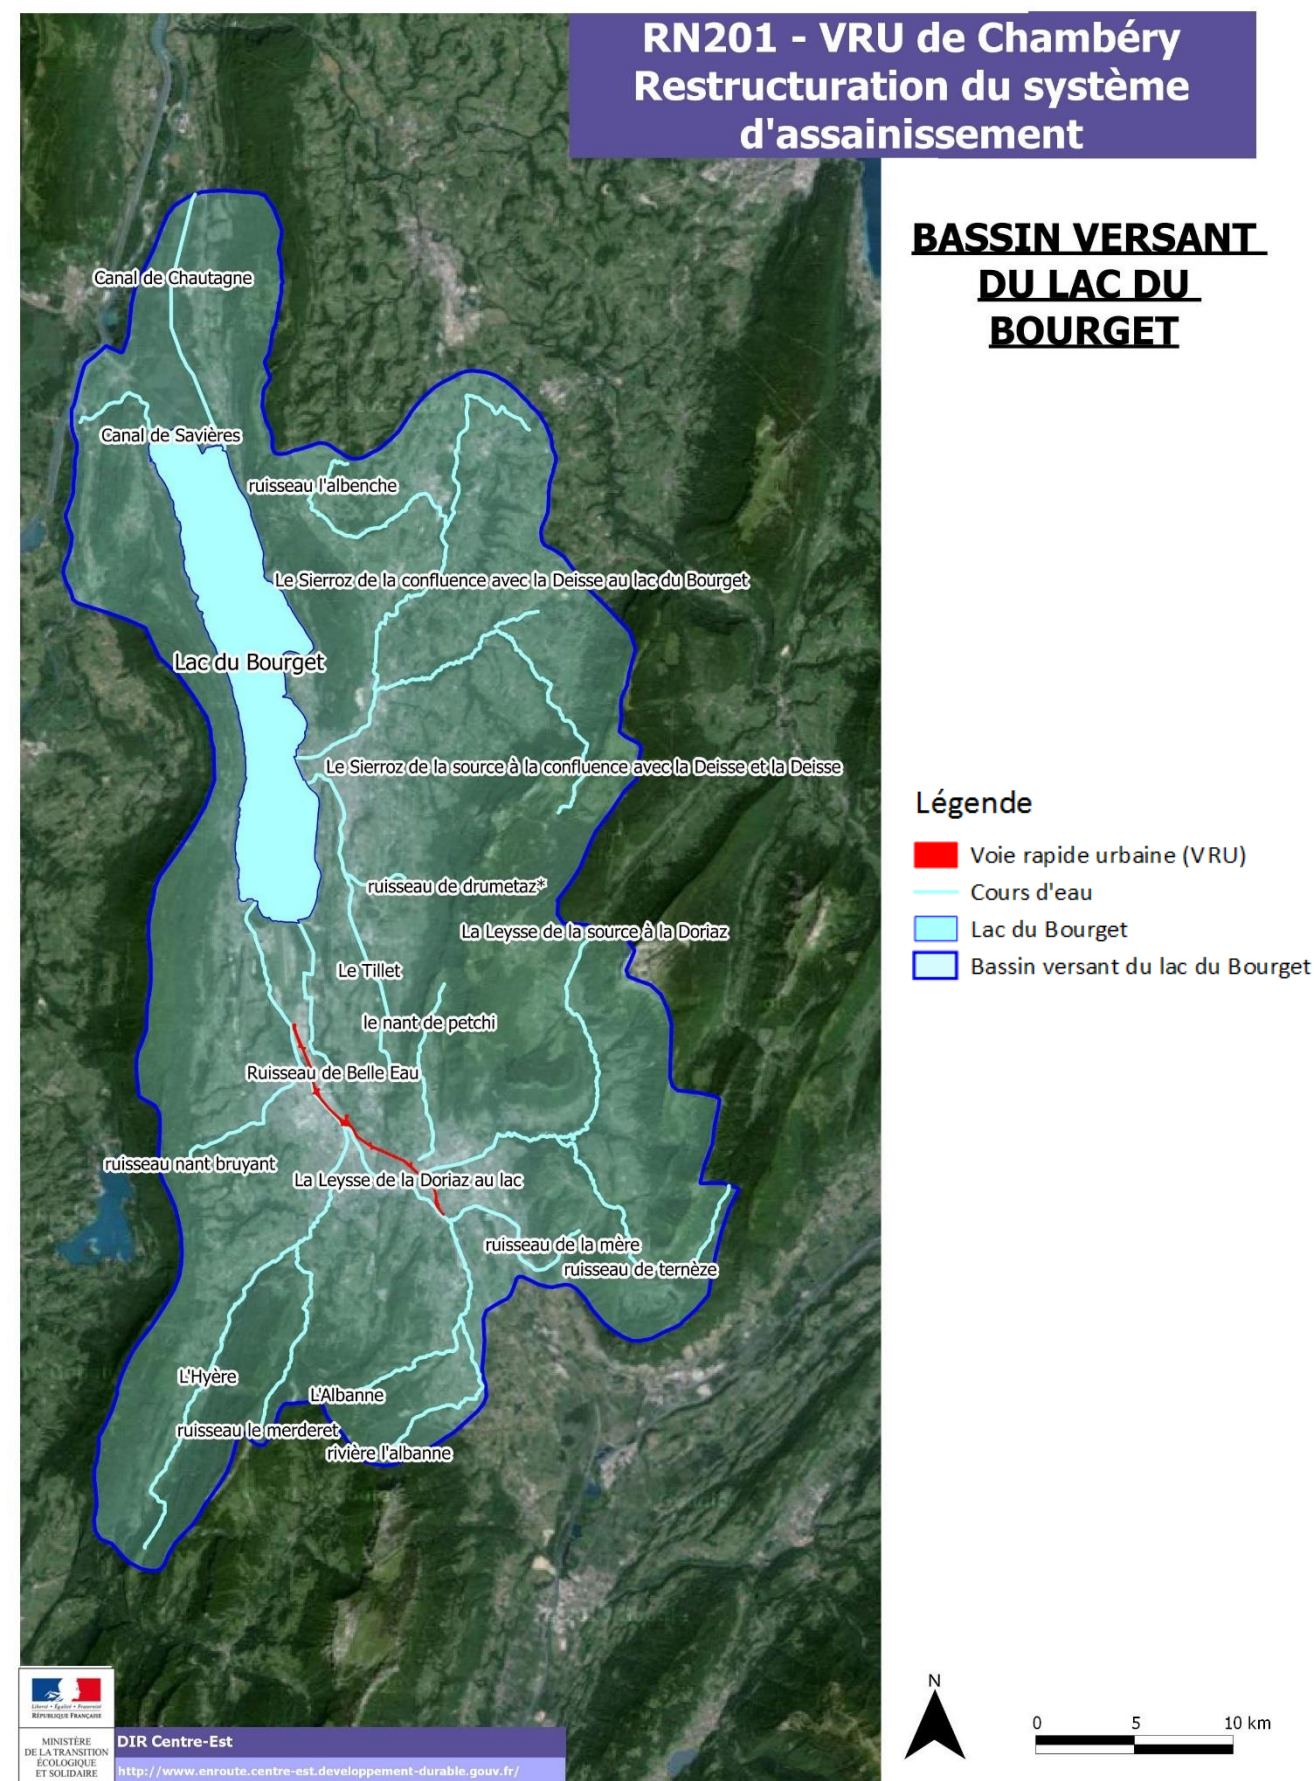 RN201 - VRU de Chambéry
Restructuration du système
d'assainissement
BASSIN VERSANT
DU LAC DU
BOURGET
Canal de Chautagne
Canal de Savières
ruisseau l'albenche
Le Sierroz de la confluence avec la Deisse au lac du Bourget
Lac du Bourget
Le Sierroz de la source à la confluence avec la Deisse et la Deisse
ruisseau de drumetaz*
La Leysse de la source à la Doriaz
Le Tillet
le nant de petchi
Ruisseau de Belle Eau
ruisseau nant bruyant
La Leysse de la Doriaz au lac
ruisseau de la mère
ruisseau de ternèze
L'Hyère
L'Albanne
ruisseau le merderet
rivière l'albanne
Légende
Voie rapide urbaine (VRU)
Cours d'eau
Lac du Bourget
Bassin versant du lac du Bourget
N
0 5 10 km
Liberté • Égalité • Fraternité
RÉPUBLIQUE FRANÇAISE
MINISTÈRE
DE LA TRANSITION
ÉCOLOGIQUE
ET SOLIDAIRE
DIR Centre-Est
http://www.enroute.centre-est.developpement-durable.gouv.fr/